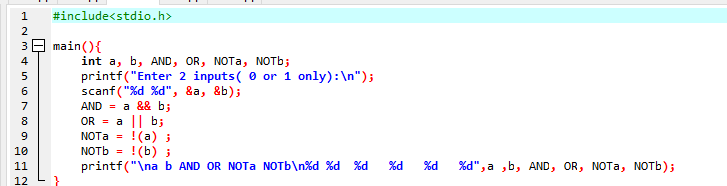 1 #include<stdio.h>
2
3 main(){
4 int a, b, AND, OR, NOTa, NOTb;
5 printf("Enter 2 inputs( 0 or 1 only):\n");
6 scanf("%d %d", &a, &b);
7 AND = a && b;
8 OR = a || b;
9 NOTa = !(a) ;
10 NOTb = !(b) ;
11 printf("\na b AND OR NOTa NOTb\n%d %d  %d   %d   %d   %d",a ,b, AND, OR, NOTa, NOTb);
12 }